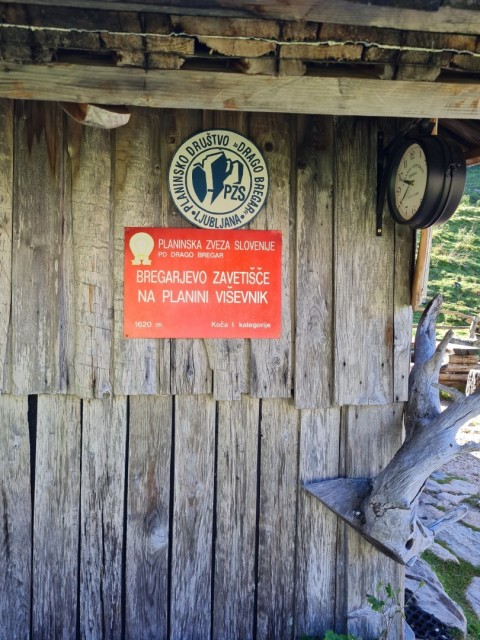 PLANINSKO DRUŠTVO »DRAGO BREGAR«
PZS
• LJUBLJANA •
PLANINSKA ZVEZA SLOVENIJE
PD DRAGO BREGAR
BREGARJEVO ZAVETIŠČE
NA PLANINI VIŠEVNIK
1620 m
Koča I. kategorije